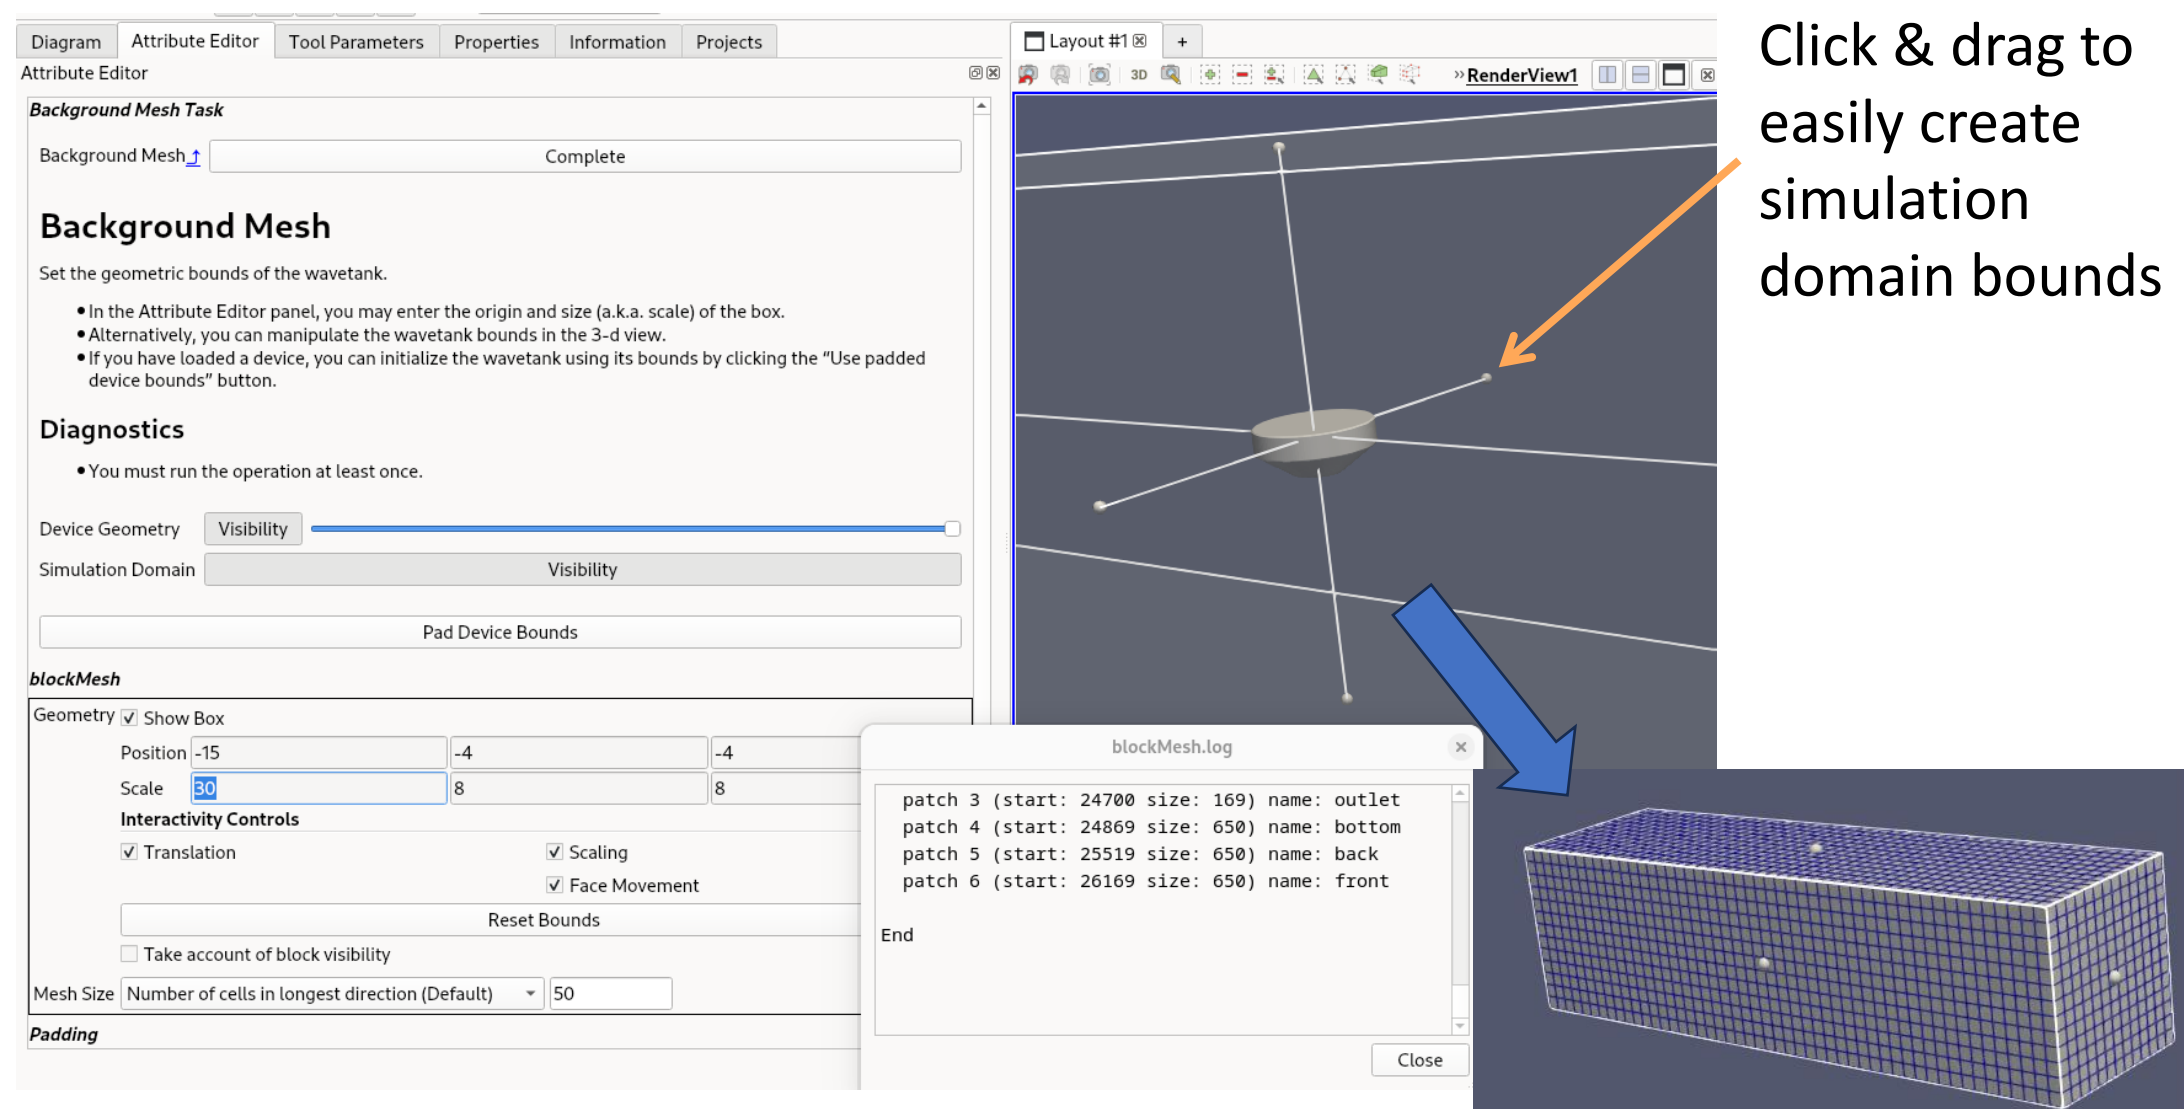 Diagram Attribute Editor Tool Parameters Properties Information Projects
Attribute Editor
Background Mesh Task
Background Mesh Complete
Background Mesh
Set the geometric bounds of the wavetank.
• In the Attribute Editor panel, you may enter the origin and size (a.k.a. scale) of the box.
• Alternatively, you can manipulate the wavetank bounds in the 3-d view.
• If you have loaded a device, you can initialize the wavetank using its bounds by clicking the “Use padded
device bounds” button.
Diagnostics
• You must run the operation at least once.
Device Geometry Visibility
Simulation Domain Visibility
Pad Device Bounds
blockMesh
Geometry Show Box
Position -15 -4 -4
Scale 30 8 8
Interactivity Controls
Translation Scaling
Face Movement
Reset Bounds
Take account of block visibility
Mesh Size Number of cells in longest direction (Default) 50
Padding
Layout #1 +
3D » RenderView1
blockMesh.log
patch 3 (start: 24700 size: 169) name: outlet
patch 4 (start: 24869 size: 650) name: bottom
patch 5 (start: 25519 size: 650) name: back
patch 6 (start: 26169 size: 650) name: front
End
Close
Click & drag to
easily create
simulation
domain bounds